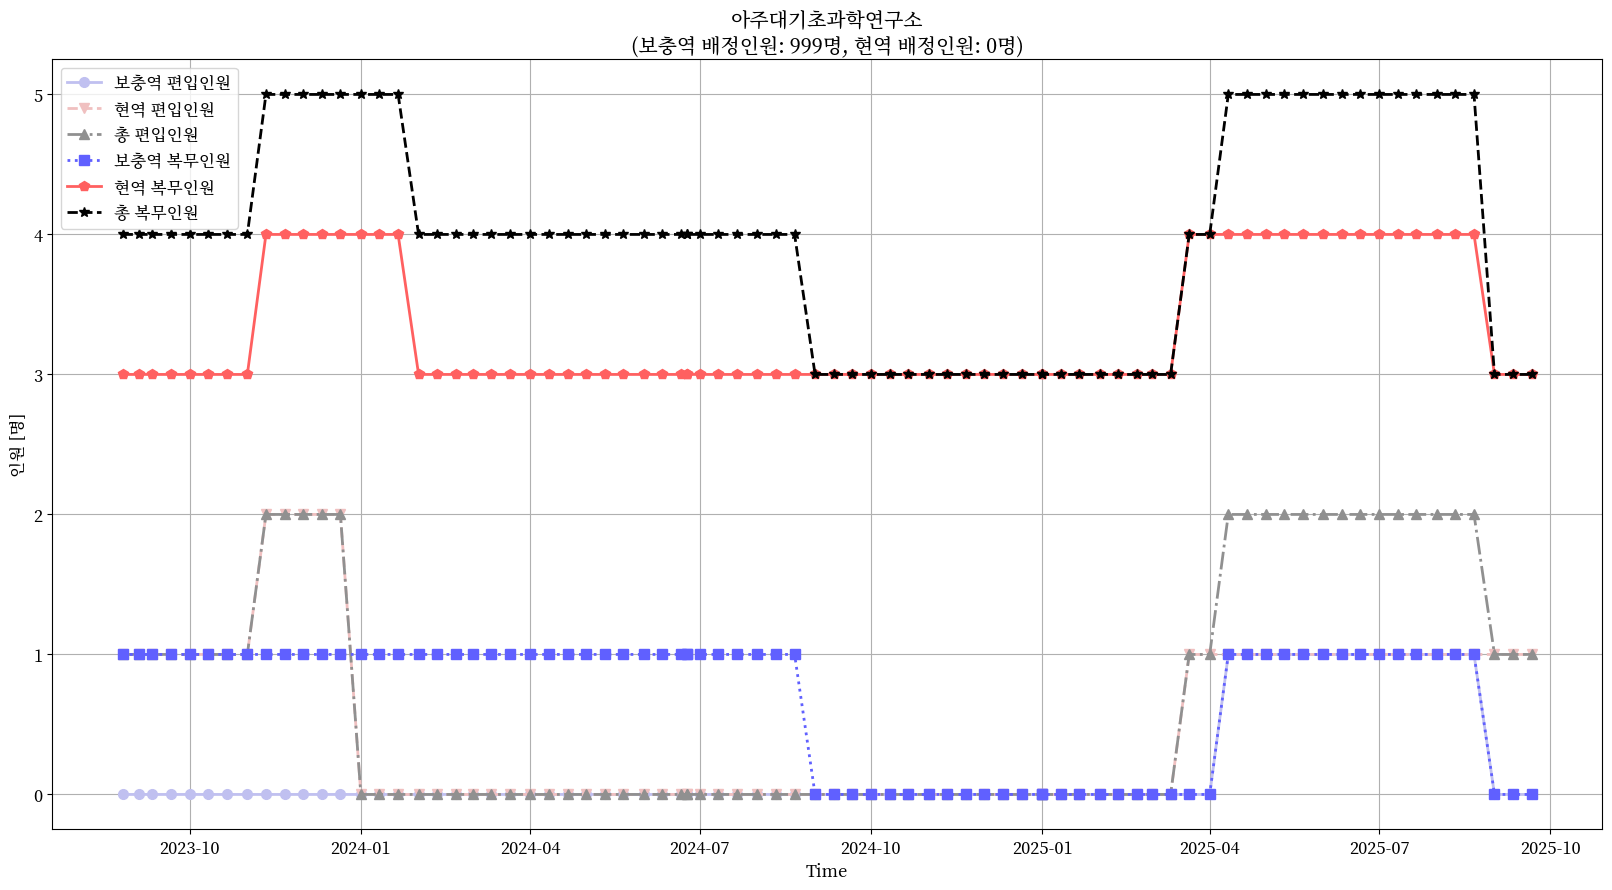 아주대기초과학연구소
(보충역 배정인원: 999명, 현역 배정인원: 0명)
보충역 편입인원
현역 편입인원
총 편입인원
보충역 복무인원
현역 복무인원
총 복무인원
인원 [명]
5
4
3
2
1
0
2023-10
2024-01
2024-04
2024-07
2024-10
2025-01
2025-04
2025-07
2025-10
Time